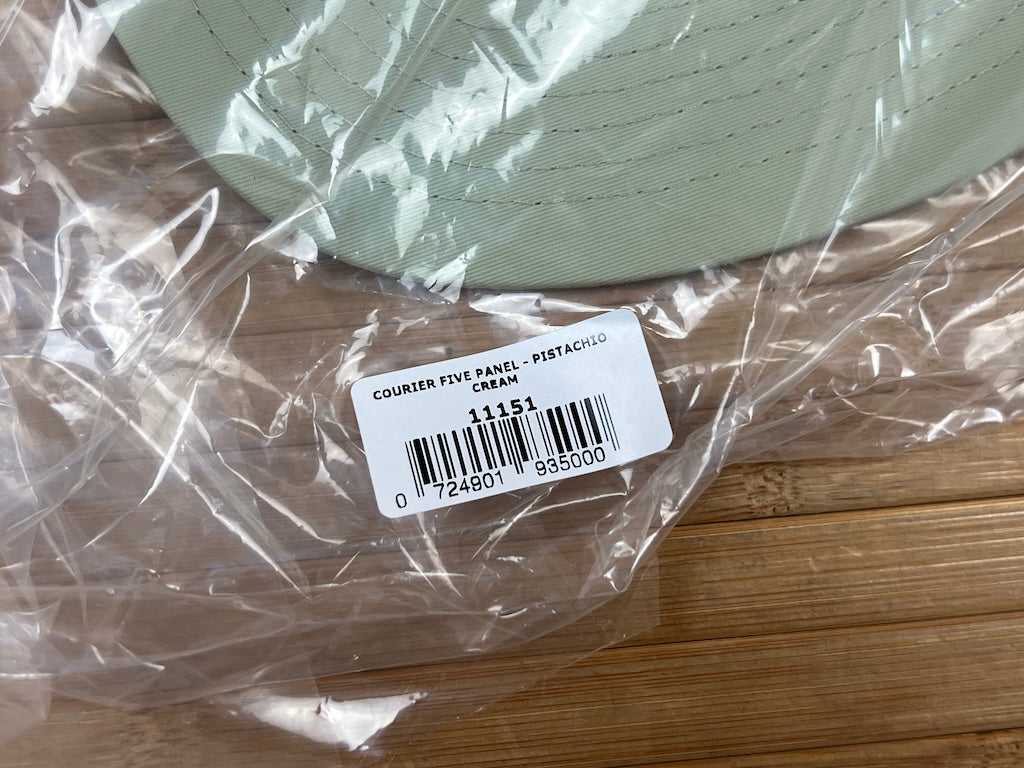 COURIER FIVE PANEL - PISTACHIO
CREAM
11151
0 724901 935000